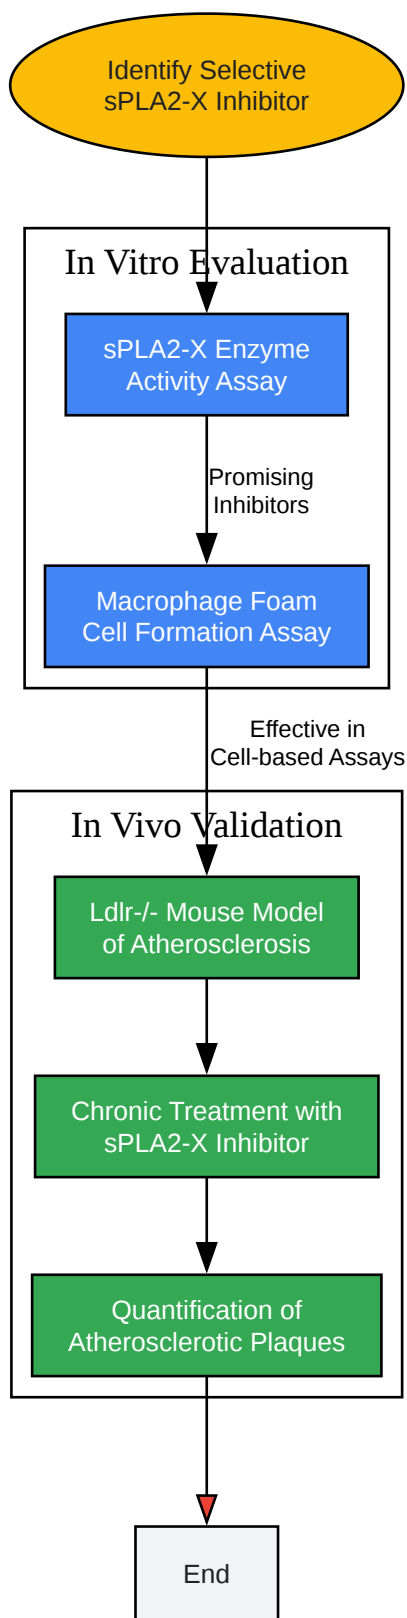 Identify Selective
sPLA2-X Inhibitor
In Vitro Evaluation
sPLA2-X Enzyme
Activity Assay
Promising
Inhibitors
Macrophage Foam
Cell Formation Assay
Effective in
Cell-based Assays
In Vivo Validation
Ldlr-/- Mouse Model
of Atherosclerosis
Chronic Treatment with
sPLA2-X Inhibitor
Quantification of
Atherosclerotic Plaques
End